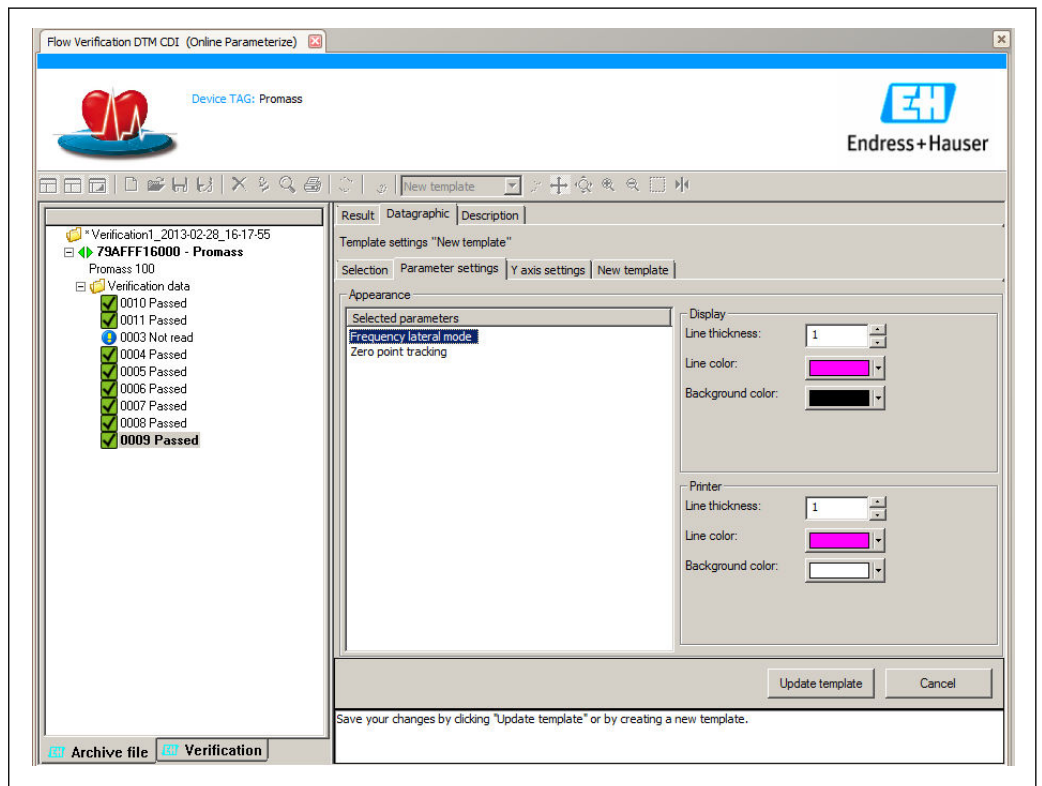 Flow Verification DTM CDI (Online Parameterize)
Device TAG: Promass
EH
Endress+Hauser
New template
Result Datagraphic Description
* Verification1_2013-02-28_16-17-55
79AFFF16000 - Promass
Promass 100
Verification data
0010 Passed
0011 Passed
0003 Not read
0004 Passed
0005 Passed
0006 Passed
0007 Passed
0008 Passed
0009 Passed
Template settings "New template"
Selection Parameter settings Y axis settings New template
Appearance
Selected parameters
Frequency lateral mode
Zero point tracking
Display
Line thickness: 1
Line color:
Background color:
Printer
Line thickness: 1
Line color:
Background color:
Update template Cancel
Save your changes by clicking "Update template" or by creating a new template.
EH Archive file EH Verification